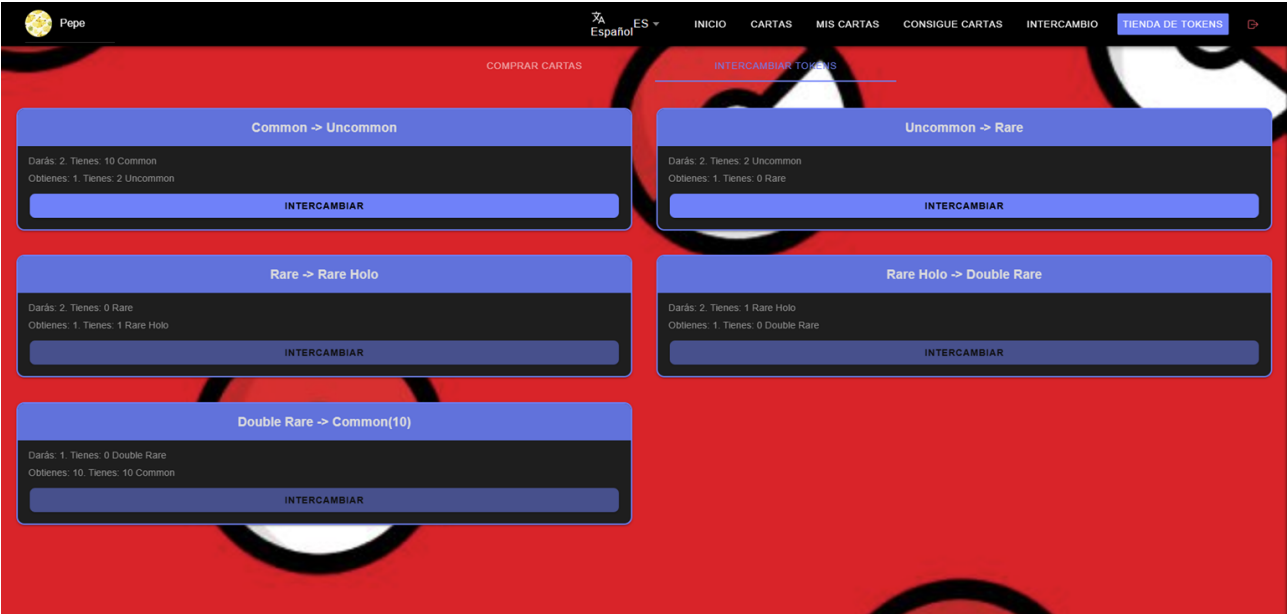 Pepe
Español
ES
INICIO
CARTAS
MIS CARTAS
CONSIGUE CARTAS
INTERCAMBIO
TIENDA DE TOKENS
COMPRAR CARTAS
INTERCAMBIAR TOKENS
Common -> Uncommon
Darás: 2. Tienes: 10 Common
Obtienes: 1. Tienes: 2 Uncommon
INTERCAMBIAR
Uncommon -> Rare
Darás: 2. Tienes: 2 Uncommon
Obtienes: 1. Tienes: 0 Rare
INTERCAMBIAR
Rare -> Rare Holo
Darás: 2. Tienes: 0 Rare
Obtienes: 1. Tienes: 1 Rare Holo
INTERCAMBIAR
Rare Holo -> Double Rare
Darás: 2. Tienes: 1 Rare Holo
Obtienes: 1. Tienes: 0 Double Rare
INTERCAMBIAR
Double Rare -> Common(10)
Darás: 1. Tienes: 0 Double Rare
Obtienes: 10. Tienes: 10 Common
INTERCAMBIAR